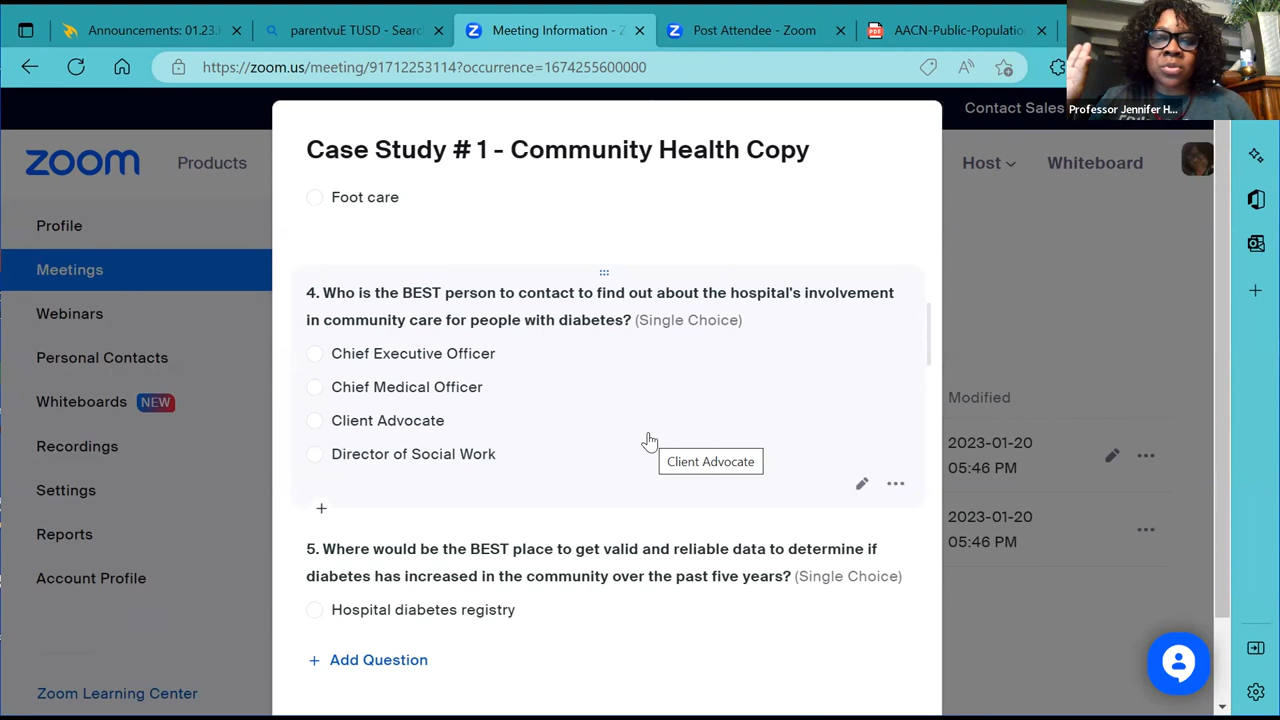 Announcements: 01.23.
parentvuE TUSD - Searc
Meeting Information - Z
Post Attendee - Zoom
AACN-Public-Populatio
https://zoom.us/meeting/91712253114?occurrence=1674255600000
Professor Jennifer H...
Contact Sales
zoom
Products
Host
Whiteboard
Profile
Meetings
Webinars
Personal Contacts
Whiteboards NEW
Recordings
Settings
Reports
Account Profile
Zoom Learning Center
Case Study # 1 - Community Health Copy
Foot care
4. Who is the BEST person to contact to find out about the hospital's involvement
in community care for people with diabetes? (Single Choice)
Chief Executive Officer
Chief Medical Officer
Client Advocate
Director of Social Work
Client Advocate
5. Where would be the BEST place to get valid and reliable data to determine if
diabetes has increased in the community over the past five years? (Single Choice)
Hospital diabetes registry
+ Add Question
Modified
2023-01-20
05:46 PM
2023-01-20
05:46 PM